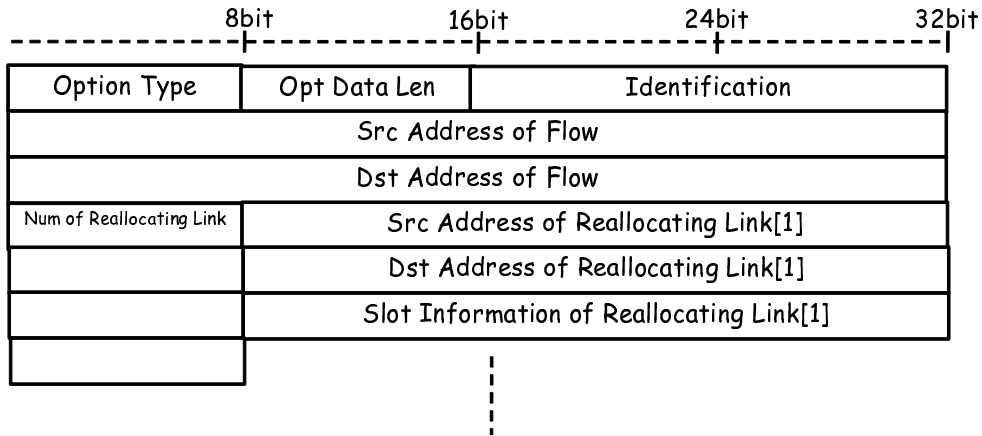 8bit 16bit 24bit 32bit
Option Type Opt Data Len Identification
Src Address of Flow
Dst Address of Flow
Num of Reallocating Link Src Address of Reallocating Link[1]
Dst Address of Reallocating Link[1]
Slot Information of Reallocating Link[1]